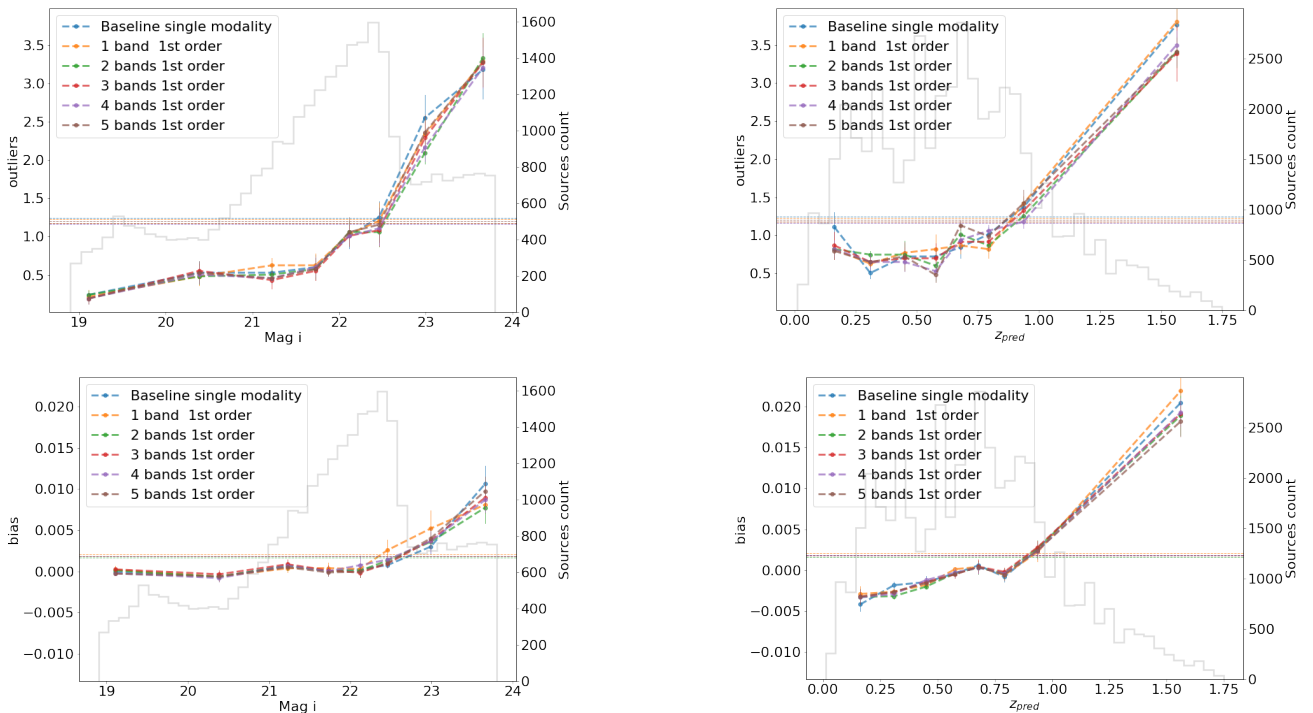 Baseline single modality
1 band  1st order
2 bands 1st order
3 bands 1st order
4 bands 1st order
5 bands 1st order
3.5
3.0
2.5
2.0
1.5
1.0
0.5
outliers
19
20
21
22
23
24
Mag i
1600
1400
1200
1000
800
600
400
200
0
Sources count
Baseline single modality
1 band  1st order
2 bands 1st order
3 bands 1st order
4 bands 1st order
5 bands 1st order
3.5
3.0
2.5
2.0
1.5
1.0
0.5
outliers
0.00
0.25
0.50
0.75
1.00
1.25
1.50
1.75
z_pred
2500
2000
1500
1000
500
0
Sources count
Baseline single modality
1 band  1st order
2 bands 1st order
3 bands 1st order
4 bands 1st order
5 bands 1st order
0.020
0.015
0.010
0.005
0.000
−0.005
−0.010
bias
19
20
21
22
23
24
Mag i
1600
1400
1200
1000
800
600
400
200
0
Sources count
Baseline single modality
1 band  1st order
2 bands 1st order
3 bands 1st order
4 bands 1st order
5 bands 1st order
0.020
0.015
0.010
0.005
0.000
−0.005
−0.010
bias
0.00
0.25
0.50
0.75
1.00
1.25
1.50
1.75
z_pred
2500
2000
1500
1000
500
0
Sources count